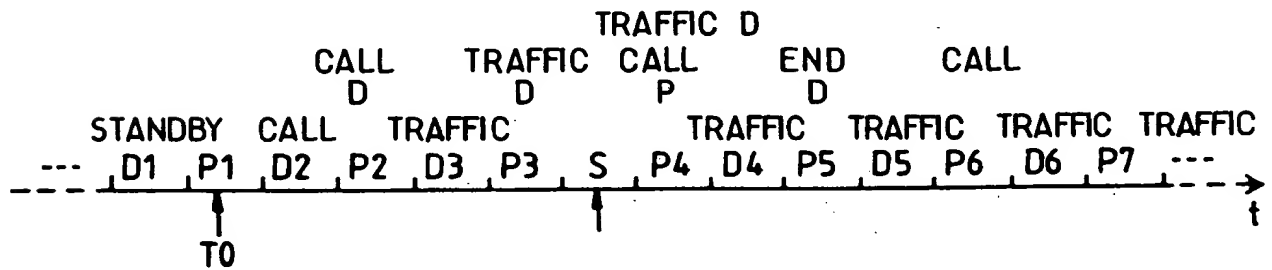 TRAFFIC D
CALL TRAFFIC CALL END CALL
D D P D
STANDBY CALL TRAFFIC TRAFFIC TRAFFIC TRAFFIC TRAFFIC
--- D1 P1 D2 P2 D3 P3 S P4 D4 P5 D5 P6 D6 P7 ---
t
T0